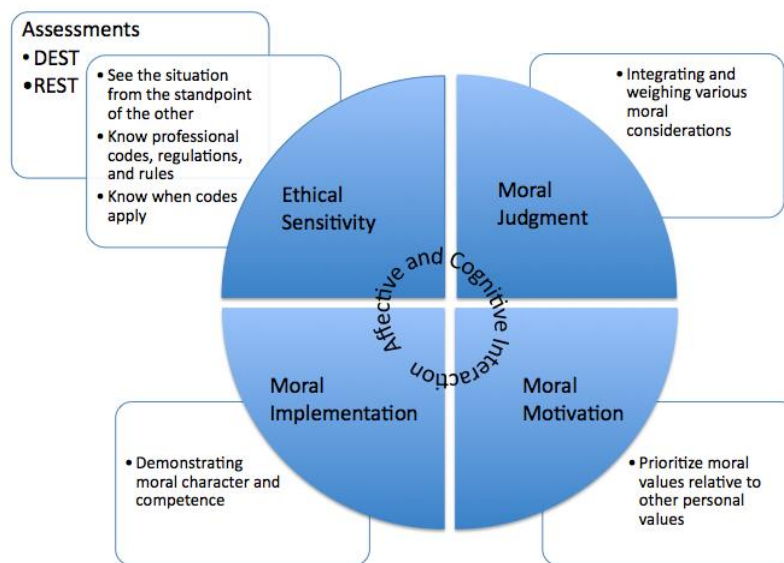 Assessments
• DEST
•REST
• See the situation
from the standpoint
of the other
• Know professional
codes, regulations,
and rules
• Know when codes
apply
Ethical
Sensitivity
Moral
Judgment
• Integrating and
weighing various
moral
considerations
Affective and Cognitive Interaction
Moral
Implementation
Moral
Motivation
• Demonstrating
moral character and
competence
• Prioritize moral
values relative to
other personal
values